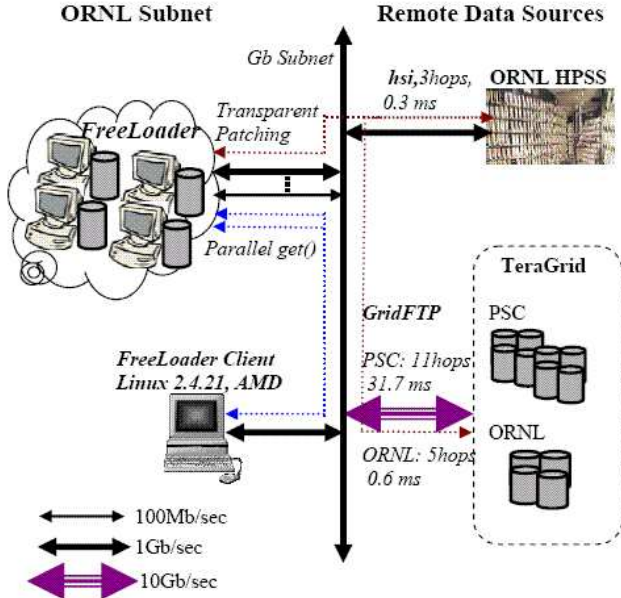 ORNL Subnet
Remote Data Sources
Gb Subnet
hsi,3hops,
0.3 ms
ORNL HPSS
Transparent
Patching
FreeLoader
Parallel get()
TeraGrid
PSC
GridFTP
PSC: 11hops
31.7 ms
FreeLoader Client
Linux 2.4.21, AMD
ORNL
ORNL: 5hops
0.6 ms
100Mb/sec
1Gb/sec
10Gb/sec